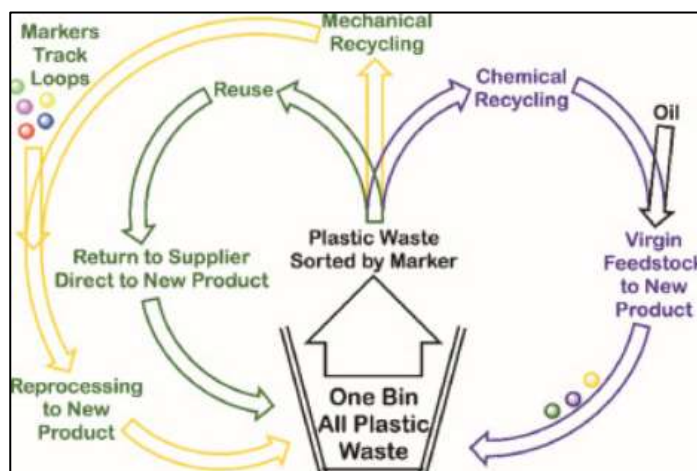 Markers
Track
Loops
Mechanical
Recycling
Reuse
Chemical
Recycling
Oil
Return to Supplier
Direct to New Product
Plastic Waste
Sorted by Marker
Virgin
Feedstock
to New
Product
Reprocessing
to New
Product
One Bin
All Plastic
Waste